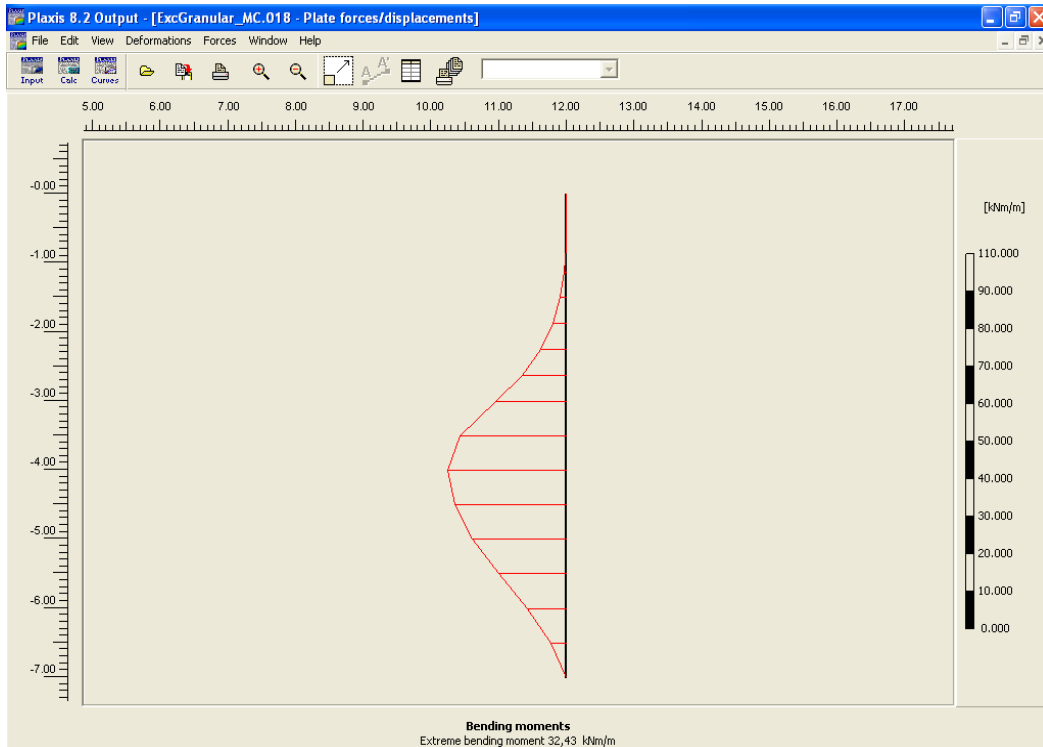 Plaxis 8.2 Output - [ExcGranular_MC.018 - Plate forces/displacements]
File Edit View Deformations Forces Window Help
Input Calc Curves
5.00 6.00 7.00 8.00 9.00 10.00 11.00 12.00 13.00 14.00 15.00 16.00 17.00
-0.00
-1.00
-2.00
-3.00
-4.00
-5.00
-6.00
-7.00
[kNm/m]
110.000
90.000
80.000
70.000
60.000
50.000
40.000
30.000
20.000
10.000
0.000
Bending moments
Extreme bending moment 32,43 kNm/m